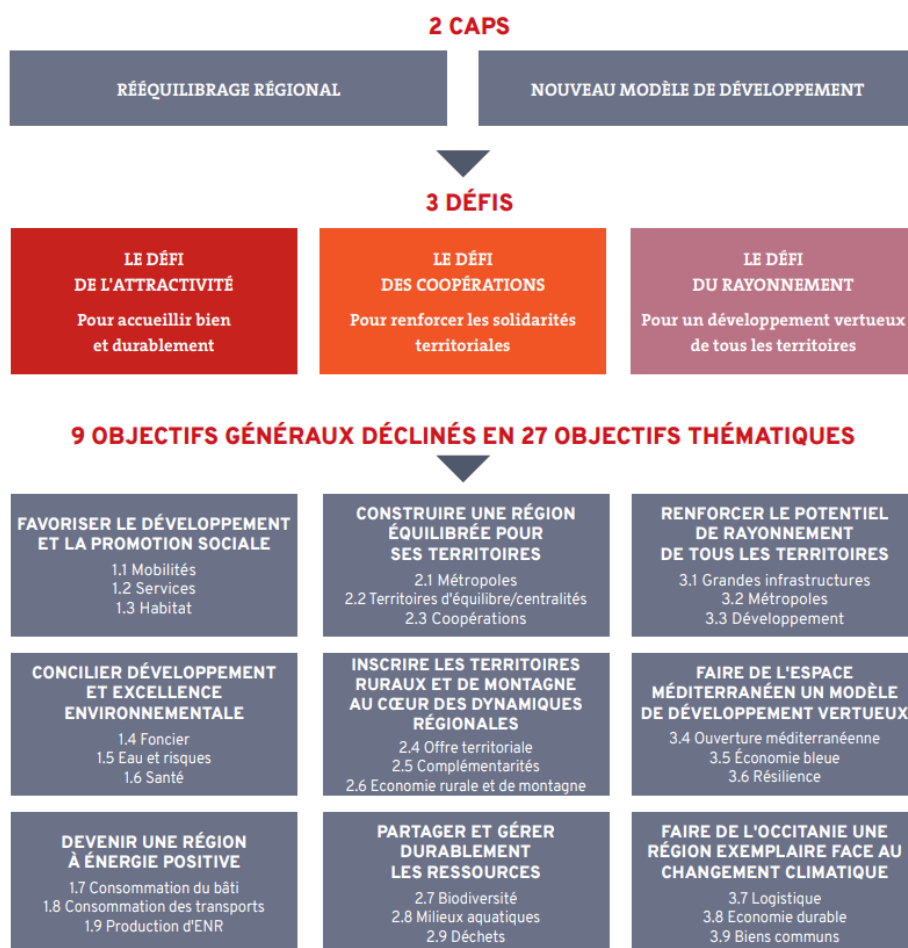 2 CAPS
RÉÉQUILIBRAGE RÉGIONAL
NOUVEAU MODÈLE DE DÉVELOPPEMENT
3 DÉFIS
LE DÉFI
DE L'ATTRACTIVITÉ
Pour accueillir bien
et durablement
LE DÉFI
DES COOPÉRATIONS
Pour renforcer les solidarités
territoriales
LE DÉFI
DU RAYONNEMENT
Pour un développement vertueux
de tous les territoires
9 OBJECTIFS GÉNÉRAUX DÉCLINÉS EN 27 OBJECTIFS THÉMATIQUES
FAVORISER LE DÉVELOPPEMENT
ET LA PROMOTION SOCIALE
1.1 Mobilités
1.2 Services
1.3 Habitat
CONSTRUIRE UNE RÉGION
ÉQUILIBRÉE POUR
SES TERRITOIRES
2.1 Métropoles
2.2 Territoires d'équilibre/centralités
2.3 Coopérations
RENFORCER LE POTENTIEL
DE RAYONNEMENT
DE TOUS LES TERRITOIRES
3.1 Grandes infrastructures
3.2 Métropoles
3.3 Développement
CONCILIER DÉVELOPPEMENT
ET EXCELLENCE
ENVIRONNEMENTALE
1.4 Foncier
1.5 Eau et risques
1.6 Santé
INSCRIRE LES TERRITOIRES
RURAUX ET DE MONTAGNE
AU CŒUR DES DYNAMIQUES
RÉGIONALES
2.4 Offre territoriale
2.5 Complémentarités
2.6 Economie rurale et de montagne
FAIRE DE L'ESPACE
MÉDITERRANÉEN UN MODÈLE
DE DÉVELOPPEMENT VERTUEUX
3.4 Ouverture méditerranéenne
3.5 Économie bleue
3.6 Résilience
DEVENIR UNE RÉGION
À ÉNERGIE POSITIVE
1.7 Consommation du bâti
1.8 Consommation des transports
1.9 Production d'ENR
PARTAGER ET GÉRER
DURABLEMENT
LES RESSOURCES
2.7 Biodiversité
2.8 Milieux aquatiques
2.9 Déchets
FAIRE DE L'OCCITANIE UNE
RÉGION EXEMPLAIRE FACE AU
CHANGEMENT CLIMATIQUE
3.7 Logistique
3.8 Economie durable
3.9 Biens communs